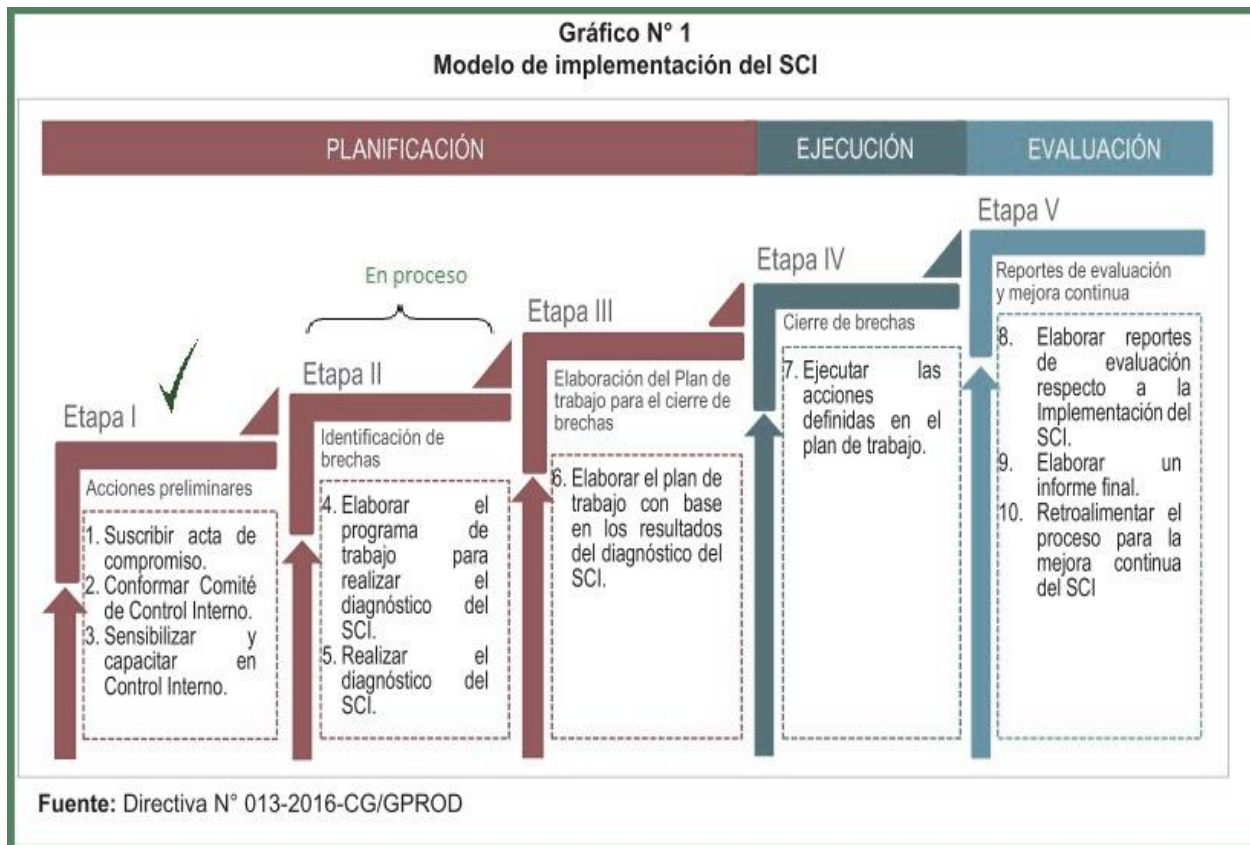 Gráfico N° 1
Modelo de implementación del SCI
PLANIFICACIÓN
EJECUCIÓN
EVALUACIÓN
Etapa I
Acciones preliminares
1. Suscribir acta de
compromiso.
2. Conformar Comité
de Control Interno.
3. Sensibilizar y
capacitar en
Control Interno.
En proceso
Etapa II
Identificación de
brechas
4. Elaborar el
programa de
trabajo para
realizar el
diagnóstico del
SCI.
5. Realizar el
diagnóstico del
SCI.
Etapa III
Elaboración del Plan de
trabajo para el cierre de
brechas
6. Elaborar el plan de
trabajo con base
en los resultados
del diagnóstico del
SCI.
Etapa IV
Cierre de brechas
7. Ejecutar las
acciones
definidas en el
plan de trabajo.
Etapa V
Reportes de evaluación
y mejora continua
8. Elaborar reportes
de evaluación
respecto a la
Implementación del
SCI.
9. Elaborar un
informe final.
10. Retroalimentar el
proceso para la
mejora continua
del SCI
Fuente: Directiva N° 013-2016-CG/GPROD